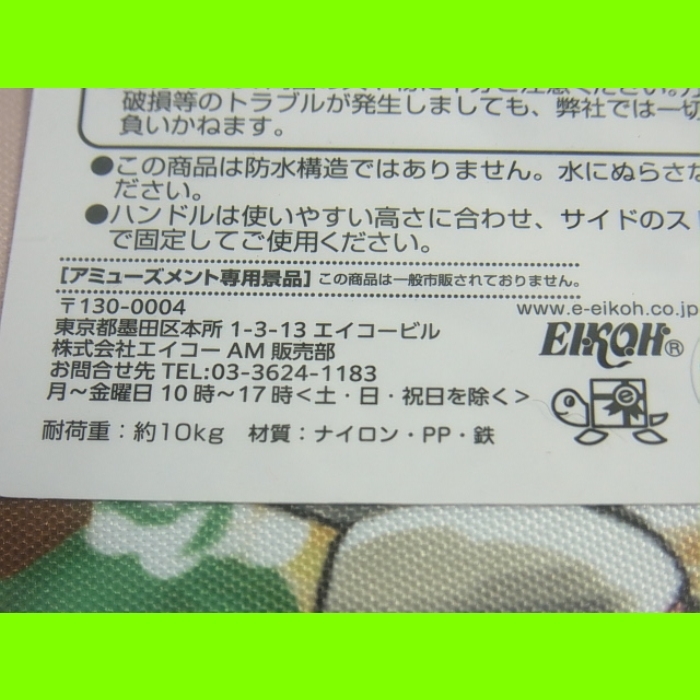 破損等のトラブルが発生しましても、弊社では一切
負いかねます。
●この商品は防水構造ではありません。水にぬらさな
ださい。
●ハンドルは使いやすい高さに合わせ、サイドのス
で固定してご使用ください。
[アミューズメント専用景品] この商品は一般市販されておりません。
〒130-0004
www.e-eikoh.co.jp
東京都墨田区本所 1-3-13 エイコービル
EIKOH®
株式会社エイコー AM 販売部
お問合せ先 TEL:03-3624-1183
月～金曜日 10時～17時<土・日・祝日を除く>
耐荷重：約10kg 材質：ナイロン・PP・鉄